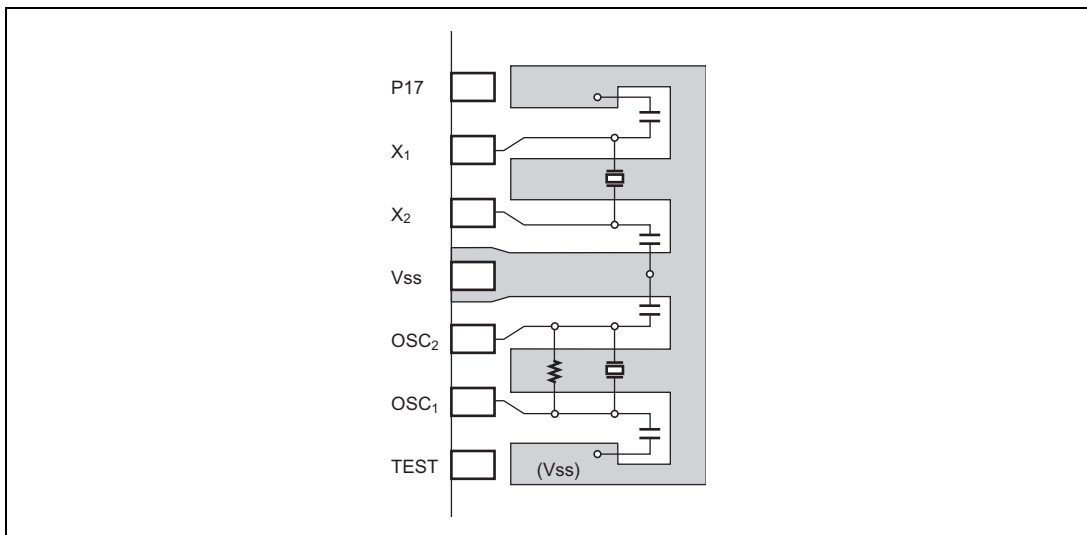 P17
X₁
X₂
Vss
OSC₂
OSC₁
TEST
(Vss)